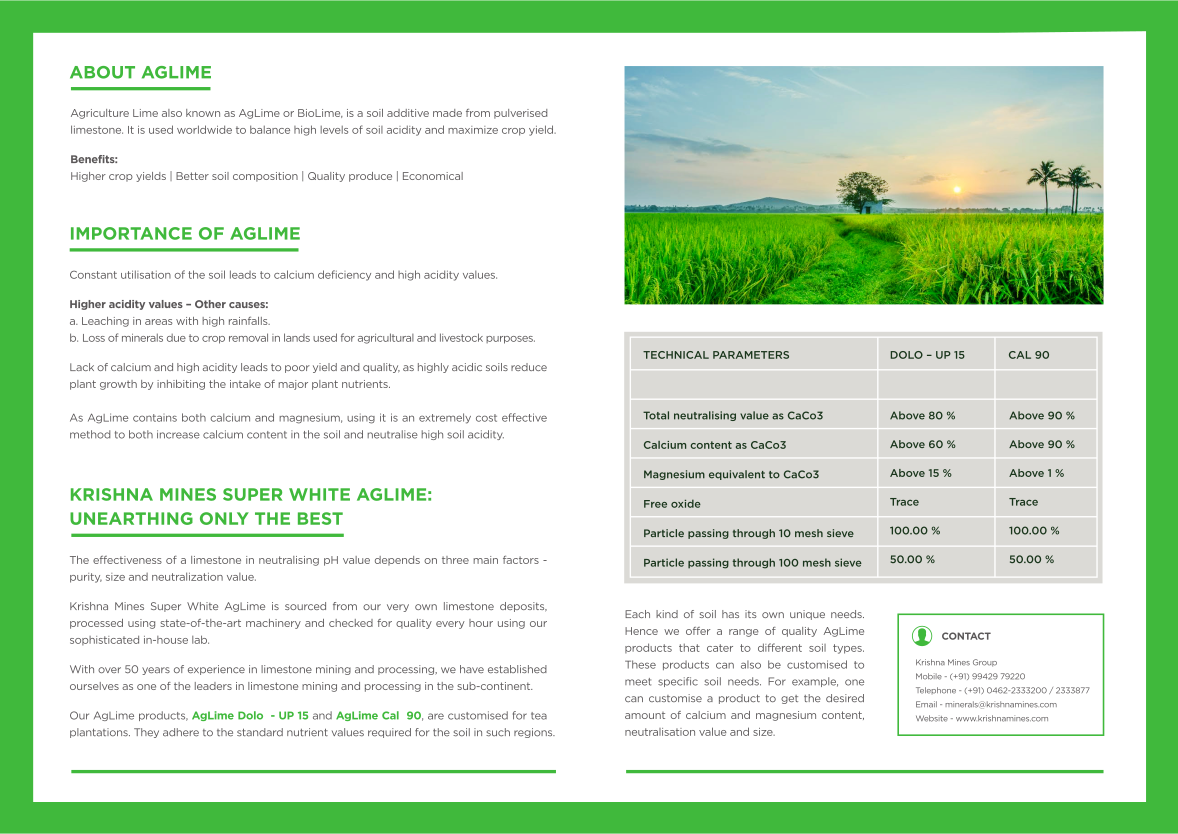 ABOUT AGLIME
Agriculture Lime also known as AgLime or BioLime, is a soil additive made from pulverised
limestone. It is used worldwide to balance high levels of soil acidity and maximize crop yield.
Benefits:
Higher crop yields | Better soil composition | Quality produce | Economical
IMPORTANCE OF AGLIME
Constant utilisation of the soil leads to calcium deficiency and high acidity values.
Higher acidity values – Other causes:
a. Leaching in areas with high rainfalls.
b. Loss of minerals due to crop removal in lands used for agricultural and livestock purposes.
Lack of calcium and high acidity leads to poor yield and quality, as highly acidic soils reduce
plant growth by inhibiting the intake of major plant nutrients.
As AgLime contains both calcium and magnesium, using it is an extremely cost effective
method to both increase calcium content in the soil and neutralise high soil acidity.
KRISHNA MINES SUPER WHITE AGLIME:
UNEARTHING ONLY THE BEST
The effectiveness of a limestone in neutralising pH value depends on three main factors -
purity, size and neutralization value.
Krishna Mines Super White AgLime is sourced from our very own limestone deposits,
processed using state-of-the-art machinery and checked for quality every hour using our
sophisticated in-house lab.
With over 50 years of experience in limestone mining and processing, we have established
ourselves as one of the leaders in limestone mining and processing in the sub-continent.
Our AgLime products, AgLime Dolo - UP 15 and AgLime Cal 90, are customised for tea
plantations. They adhere to the standard nutrient values required for the soil in such regions.
TECHNICAL PARAMETERS DOLO – UP 15 CAL 90
Total neutralising value as CaCo3 Above 80 % Above 90 %
Calcium content as CaCo3 Above 60 % Above 90 %
Magnesium equivalent to CaCo3 Above 15 % Above 1 %
Free oxide Trace Trace
Particle passing through 10 mesh sieve 100.00 % 100.00 %
Particle passing through 100 mesh sieve 50.00 % 50.00 %
Each kind of soil has its own unique needs.
Hence we offer a range of quality AgLime
products that cater to different soil types.
These products can also be customised to
meet specific soil needs. For example, one
can customise a product to get the desired
amount of calcium and magnesium content,
neutralisation value and size.
CONTACT
Krishna Mines Group
Mobile - (+91) 99429 79220
Telephone - (+91) 0462-2333200 / 2333877
Email - minerals@krishnamines.com
Website - www.krishnamines.com